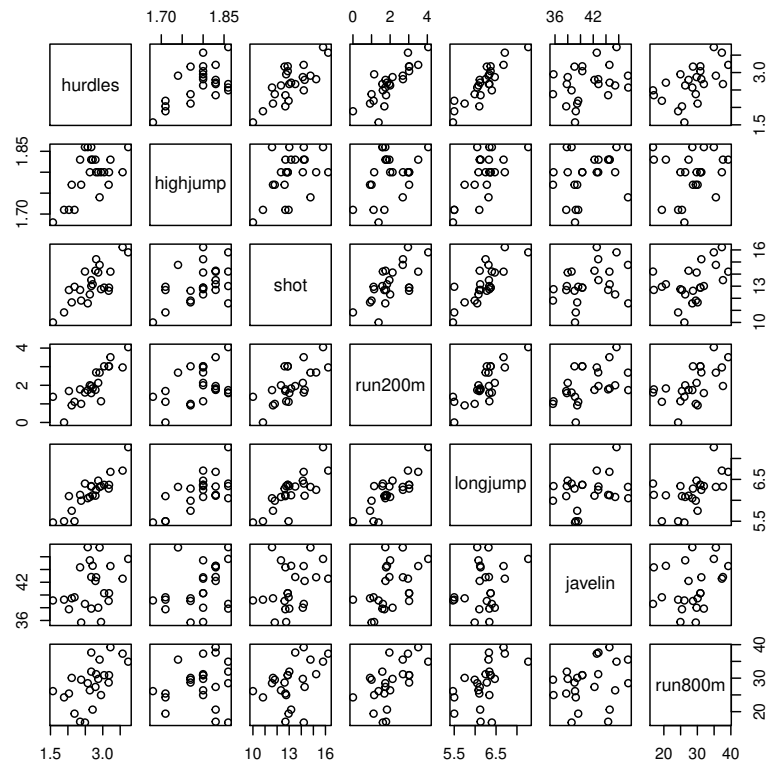 1.70 1.85 0 2 4 36 42
hurdles 1.5 3.0
1.70 1.85 highjump
shot 10 13 16
0 2 4 run200m
longjump 5.5 6.5
36 42 javelin
run800m 20 30 40
1.5 3.0 10 13 16 5.5 6.5 20 30 40